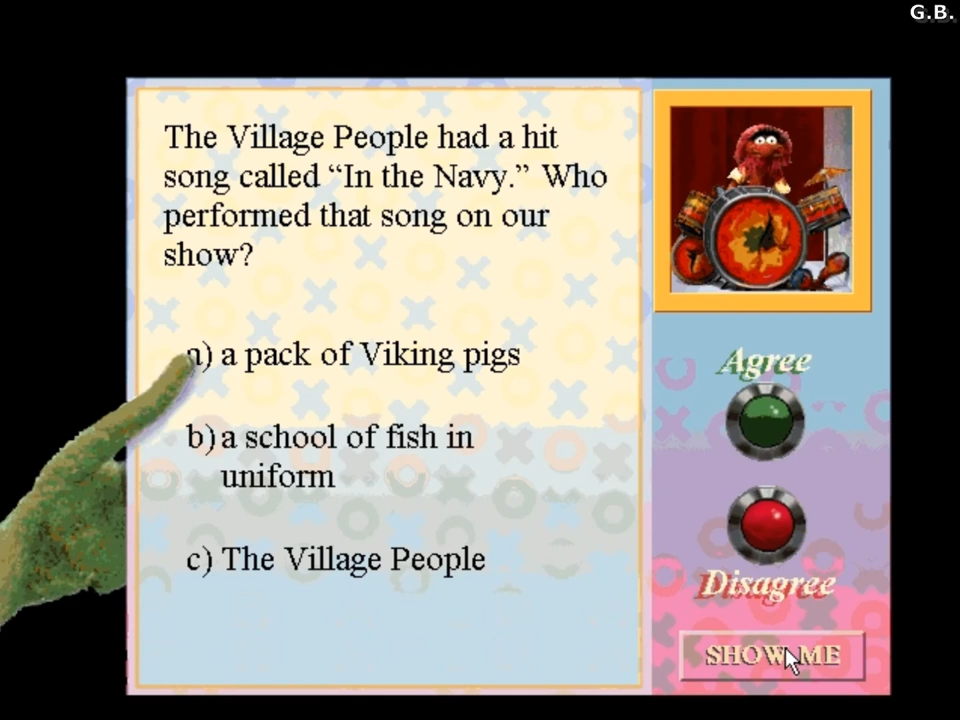 G.B.
The Village People had a hit
song called “In the Navy.” Who
performed that song on our
show?
a) a pack of Viking pigs
b) a school of fish in
uniform
c) The Village People
Agree
Disagree
SHOW ME